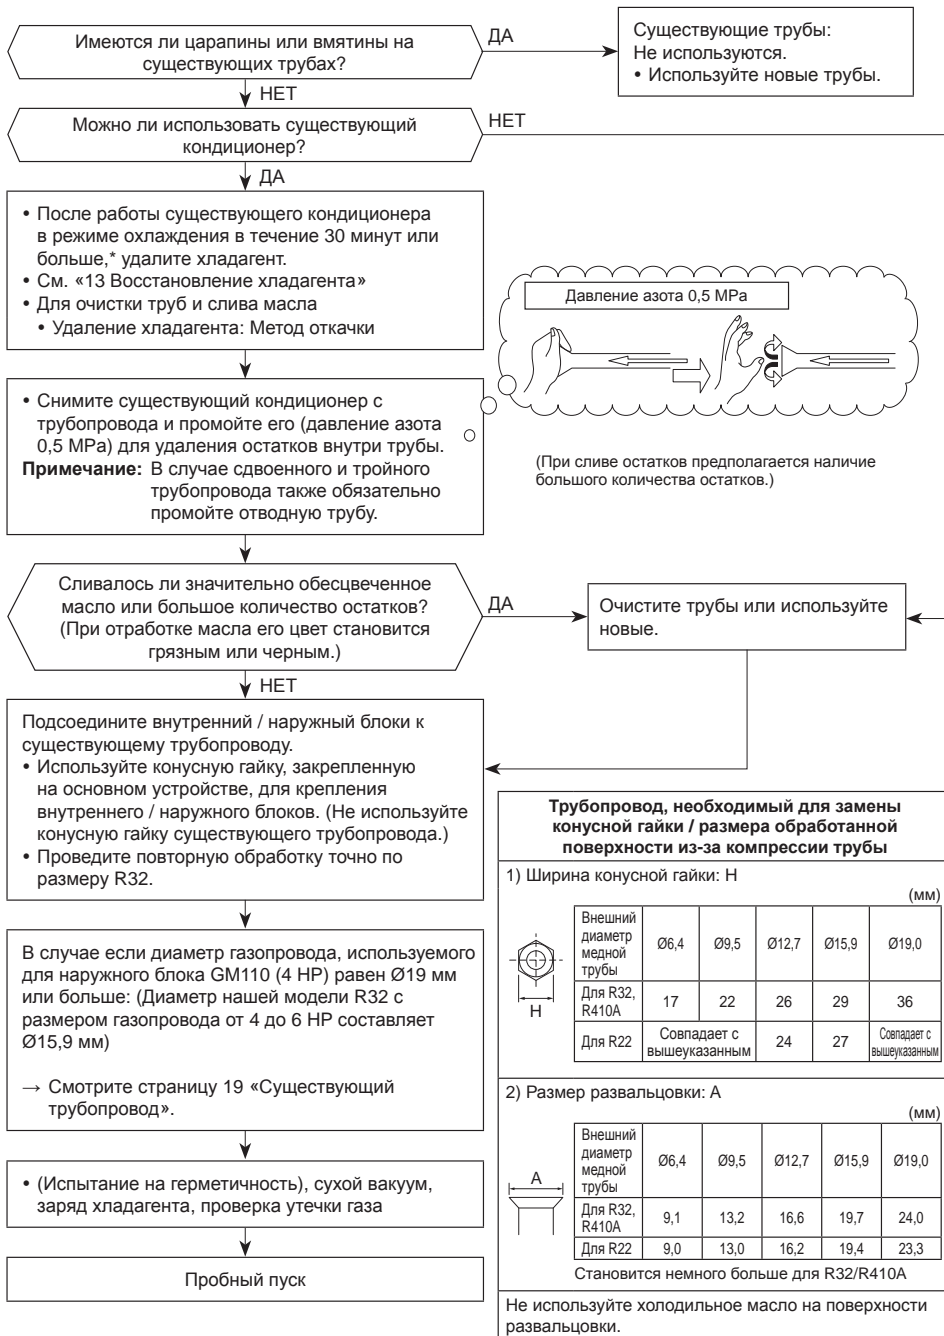 Имеются ли царапины или вмятины на
существующих трубах?
ДА
Существующие трубы:
Не используются.
• Используйте новые трубы.
НЕТ
Можно ли использовать существующий
кондиционер?
НЕТ
ДА
• После работы существующего кондиционера
в режиме охлаждения в течение 30 минут или
больше,* удалите хладагент.
• См. «13 Восстановление хладагента»
• Для очистки труб и слива масла
• Удаление хладагента: Метод откачки
Давление азота 0,5 MPa
• Снимите существующий кондиционер с
трубопровода и промойте его (давление азота
0,5 MPa) для удаления остатков внутри трубы.
Примечание: В случае сдвоенного и тройного
трубопровода также обязательно
промойте отводную трубу.
(При сливе остатков предполагается наличие
большого количества остатков.)
Сливалось ли значительно обесцвеченное
масло или большое количество остатков?
(При отработке масла его цвет становится
грязным или черным.)
ДА
Очистите трубы или используйте
новые.
НЕТ
Подсоедините внутренний / наружный блоки к
существующему трубопроводу.
• Используйте конусную гайку, закрепленную
на основном устройстве, для крепления
внутреннего / наружного блоков. (Не используйте
конусную гайку существующего трубопровода.)
• Проведите повторную обработку точно по
размеру R32.
В случае если диаметр газопровода, используемого
для наружного блока GM110 (4 HP) равен Ø19 мм
или больше: (Диаметр нашей модели R32 с
размером газопровода от 4 до 6 HP составляет
Ø15,9 мм)
→ Смотрите страницу 19 «Существующий
трубопровод».
• (Испытание на герметичность), сухой вакуум,
заряд хладагента, проверка утечки газа
Пробный пуск
Трубопровод, необходимый для замены
конусной гайки / размера обработанной
поверхности из-за компрессии трубы
1) Ширина конусной гайки: H
(мм)
H
Внешний
диаметр
медной
трубы
Ø6,4 Ø9,5 Ø12,7 Ø15,9 Ø19,0
Для R32,
R410A
17 22 26 29 36
Для R22
Совпадает с
вышеуказанным
24 27
Совпадает с
вышеуказанным
2) Размер развальцовки: A
(мм)
A
Внешний
диаметр
медной
трубы
Ø6,4 Ø9,5 Ø12,7 Ø15,9 Ø19,0
Для R32,
R410A
9,1 13,2 16,6 19,7 24,0
Для R22 9,0 13,0 16,2 19,4 23,3
Становится немного больше для R32/R410A
Не используйте холодильное масло на поверхности
развальцовки.